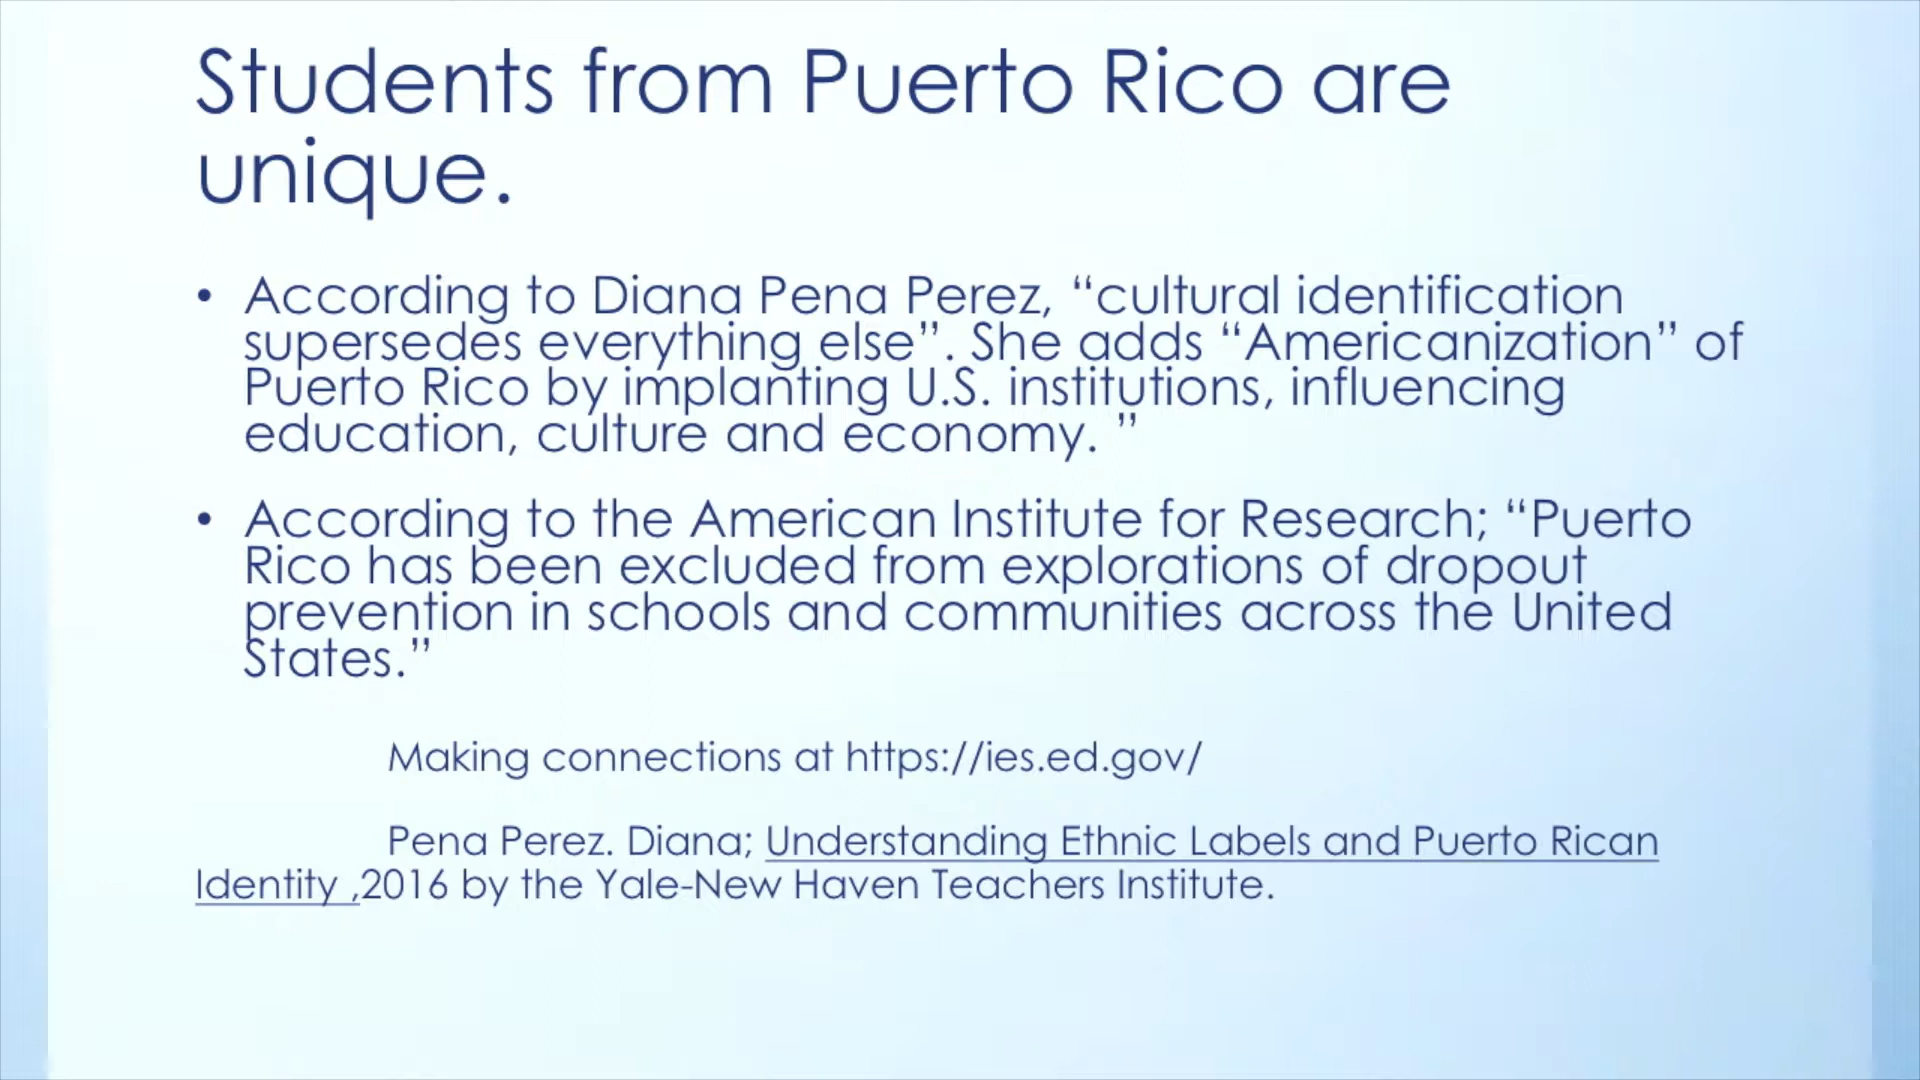 Students from Puerto Rico are
unique.
• According to Diana Pena Perez, “cultural identification
supersedes everything else”. She adds “Americanization” of
Puerto Rico by implanting U.S. institutions, influencing
education, culture and economy. ”
• According to the American Institute for Research; “Puerto
Rico has been excluded from explorations of dropout
prevention in schools and communities across the United
States.”
Making connections at https://ies.ed.gov/
Pena Perez. Diana; Understanding Ethnic Labels and Puerto Rican
Identity ,2016 by the Yale-New Haven Teachers Institute.